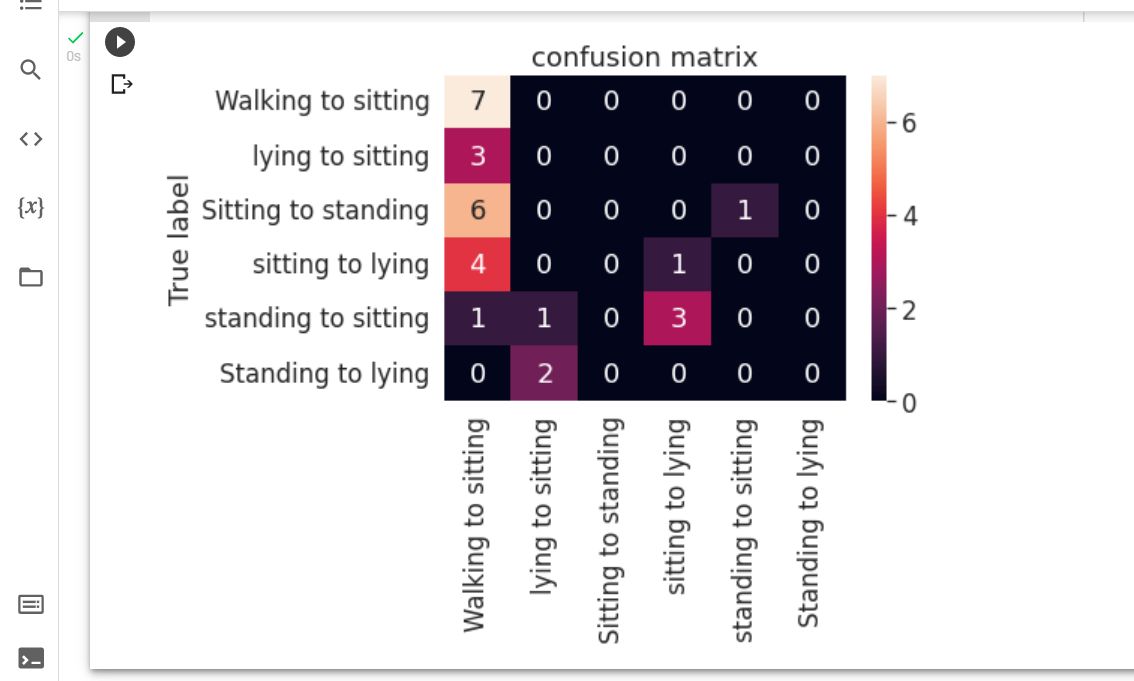 0s
confusion matrix
True label
Walking to sitting 7 0 0 0 0 0
lying to sitting 3 0 0 0 0 0
Sitting to standing 6 0 0 0 1 0
sitting to lying 4 0 0 1 0 0
standing to sitting 1 1 0 3 0 0
Standing to lying 0 2 0 0 0 0
6
4
2
0
Walking to sitting
lying to sitting
Sitting to standing
sitting to lying
standing to sitting
Standing to lying
{x}